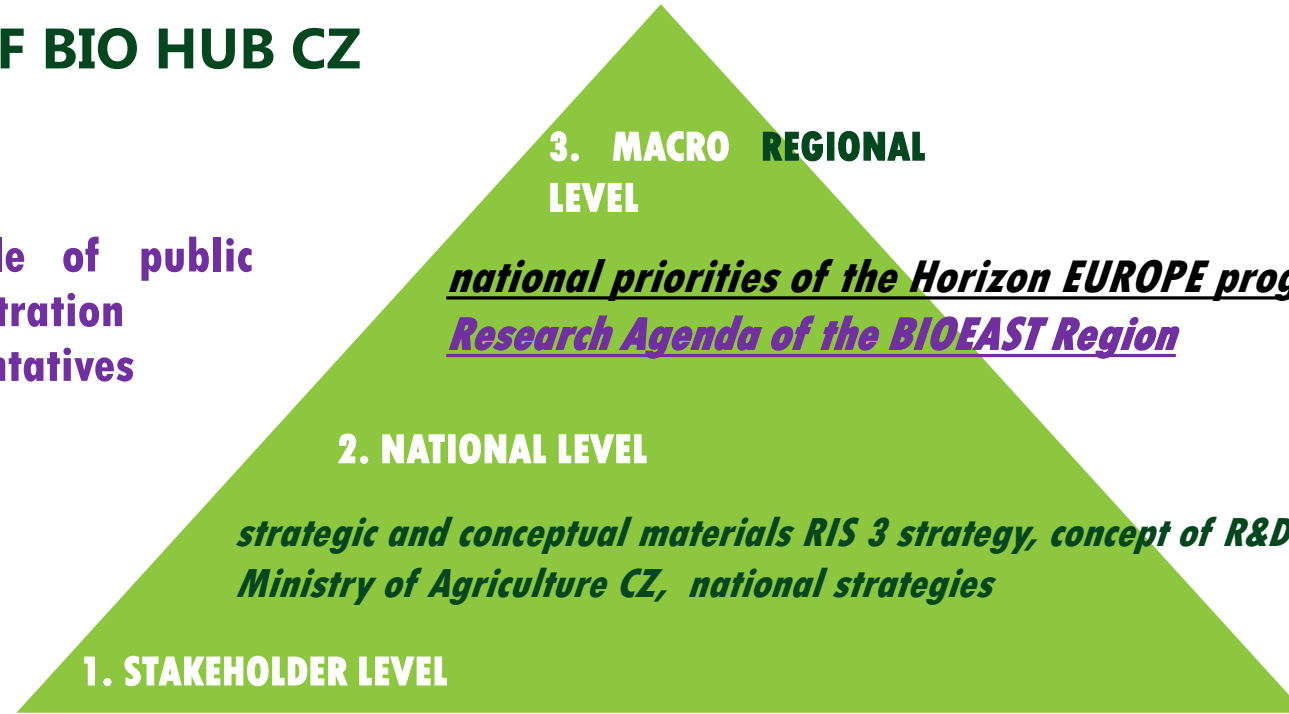 F BIO HUB CZ
3. MACRO REGIONAL
LEVEL
le of public
tration
ntatives
national priorities of the Horizon EUROPE prog
Research Agenda of the BIOEAST Region
2. NATIONAL LEVEL
strategic and conceptual materials RIS 3 strategy, concept of R&D
Ministry of Agriculture CZ, national strategies
1. STAKEHOLDER LEVEL